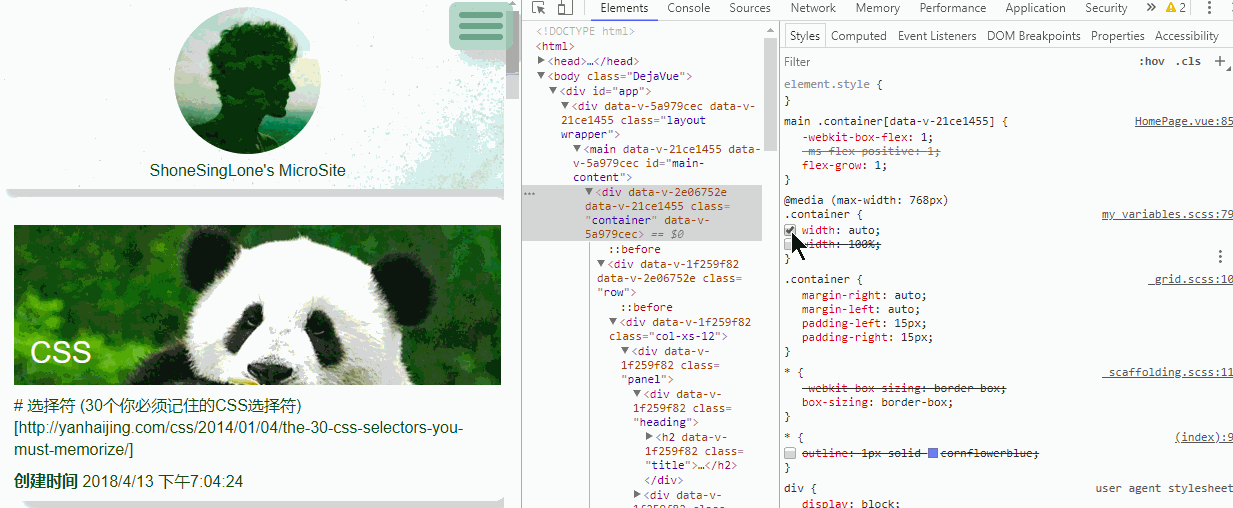 ShoneSingLone's MicroSite
CSS
# 选择符 (30个你必须记住的CSS选择符)
[http://yanhaijing.com/css/2014/01/04/the-30-css-selectors-you-
must-memorize/]
创建时间 2018/4/13 下午7:04:24
Elements Console Sources Network Memory Performance Application Security » 2
<!DOCTYPE html>
<html>
<head>…</head>
<body class="DejaVue">
<div id="app">
<div data-v-5a979cec data-v-
21ce1455 class="layout
wrapper">
<main data-v-21ce1455 data-
v-5a979cec id="main-
content">
… <div data-v-2e06752e
data-v-21ce1455 class=
"container" data-v-
5a979cec> == $0
::before
<div data-v-1f259f82
data-v-2e06752e class=
"row">
::before
<div data-v-1f259f82
class="col-xs-12">
<div data-v-
1f259f82 class=
"panel">
<div data-v-
1f259f82 class=
"heading">
<h2 data-v-
1f259f82 class=
"title">…</h2>
</div>
<div data-v-
1f259f82 class=
Styles Computed Event Listeners DOM Breakpoints Properties Accessibility
Filter :hov .cls +
element.style {
}
main .container[data-v-21ce1455] { HomePage.vue:85
-webkit-box-flex: 1;
-ms-flex-positive: 1;
flex-grow: 1;
}
@media (max-width: 768px)
.container { my_variables.scss:79
width: auto;
width: 100%;
}
.container { _grid.scss:10
margin-right: auto;
margin-left: auto;
padding-left: 15px;
padding-right: 15px;
}
* { _scaffolding.scss:11
-webkit-box-sizing: border-box;
box-sizing: border-box;
}
* { (index):9
outline: 1px solid cornflowerblue;
}
div { user agent stylesheet
display: block;